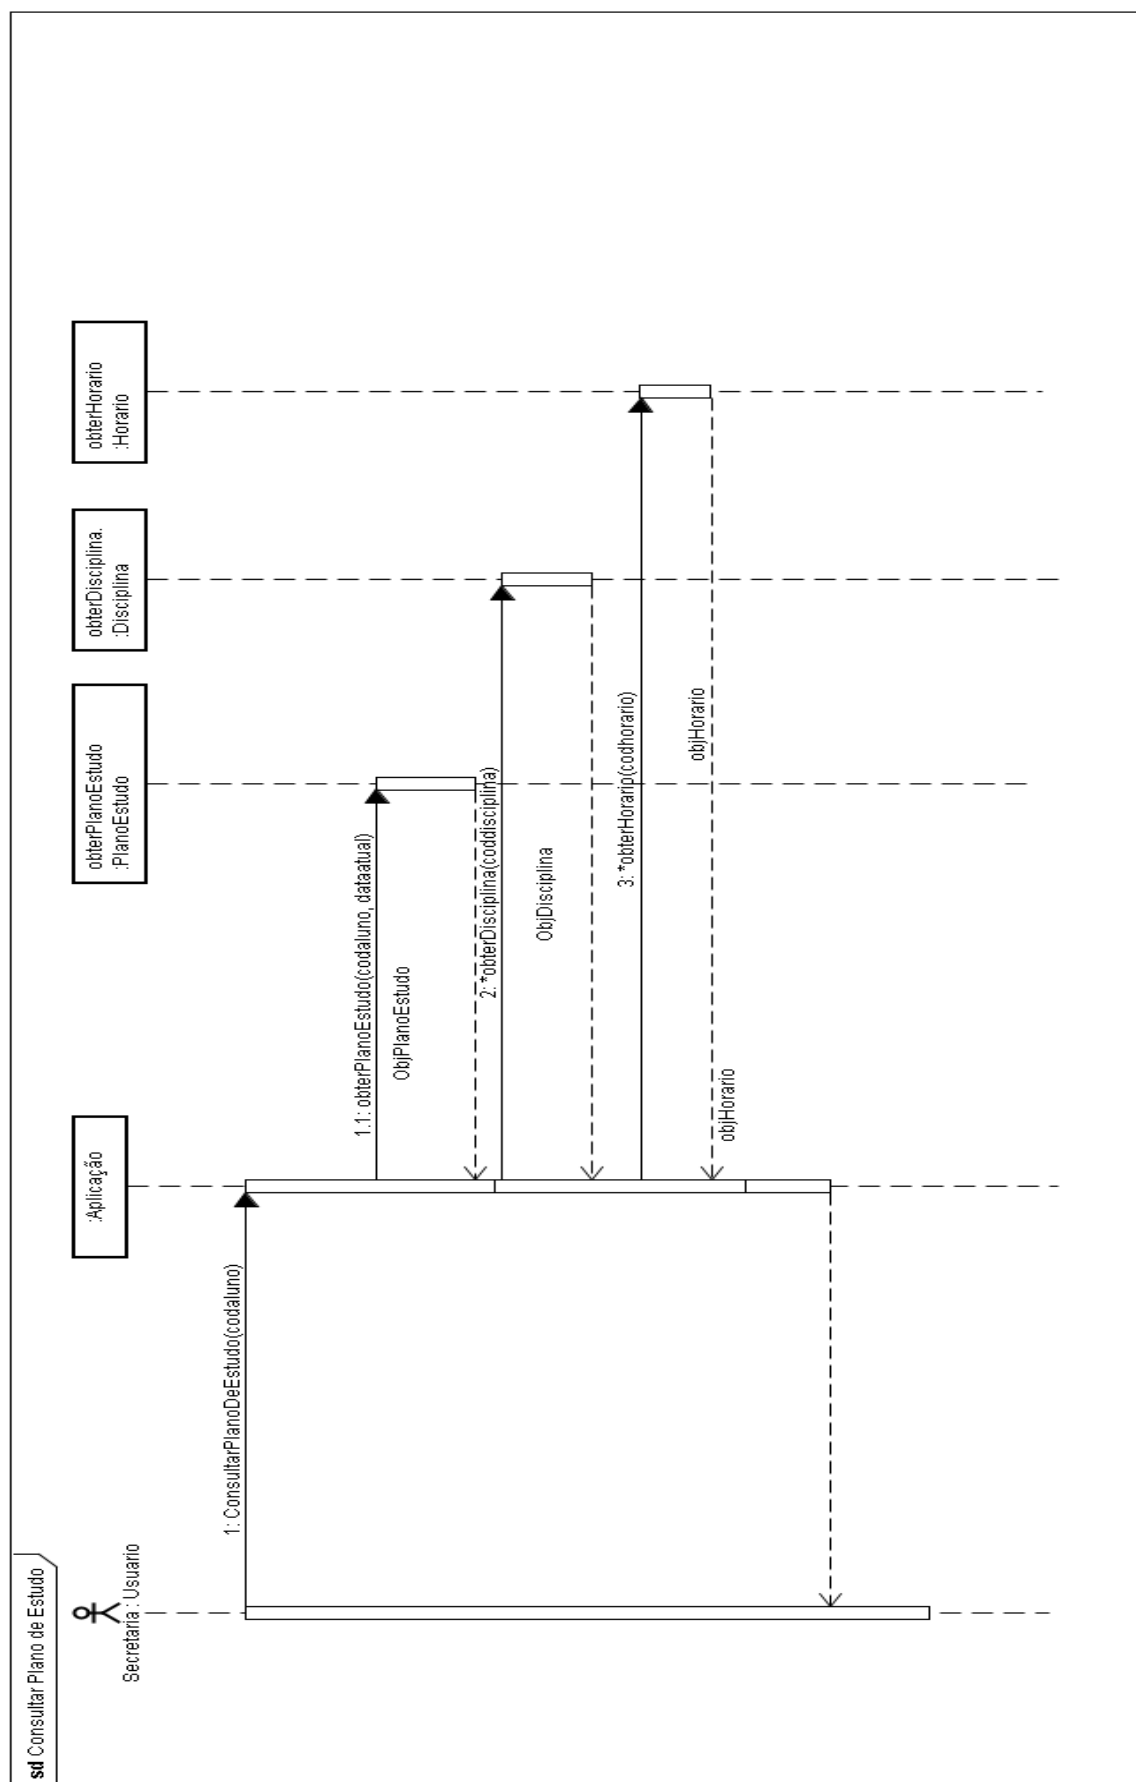 sd Consultar Plano de Estudo
Secretaria : Usuario
:Aplicação
obterPlanoEstudo
:PlanoEstudo
obterDisciplina.
:Disciplina
obterHorario
:Horario
1: ConsultarPlanoDeEstudo(codaluno)
1.1: obterPlanoEstudo(codaluno, dataatual)
ObjPlanoEstudo
2: *obterDisciplina(coddisciplina)
ObjDisciplina
3: *obterHorario(codhorario)
objHorario
objHorario